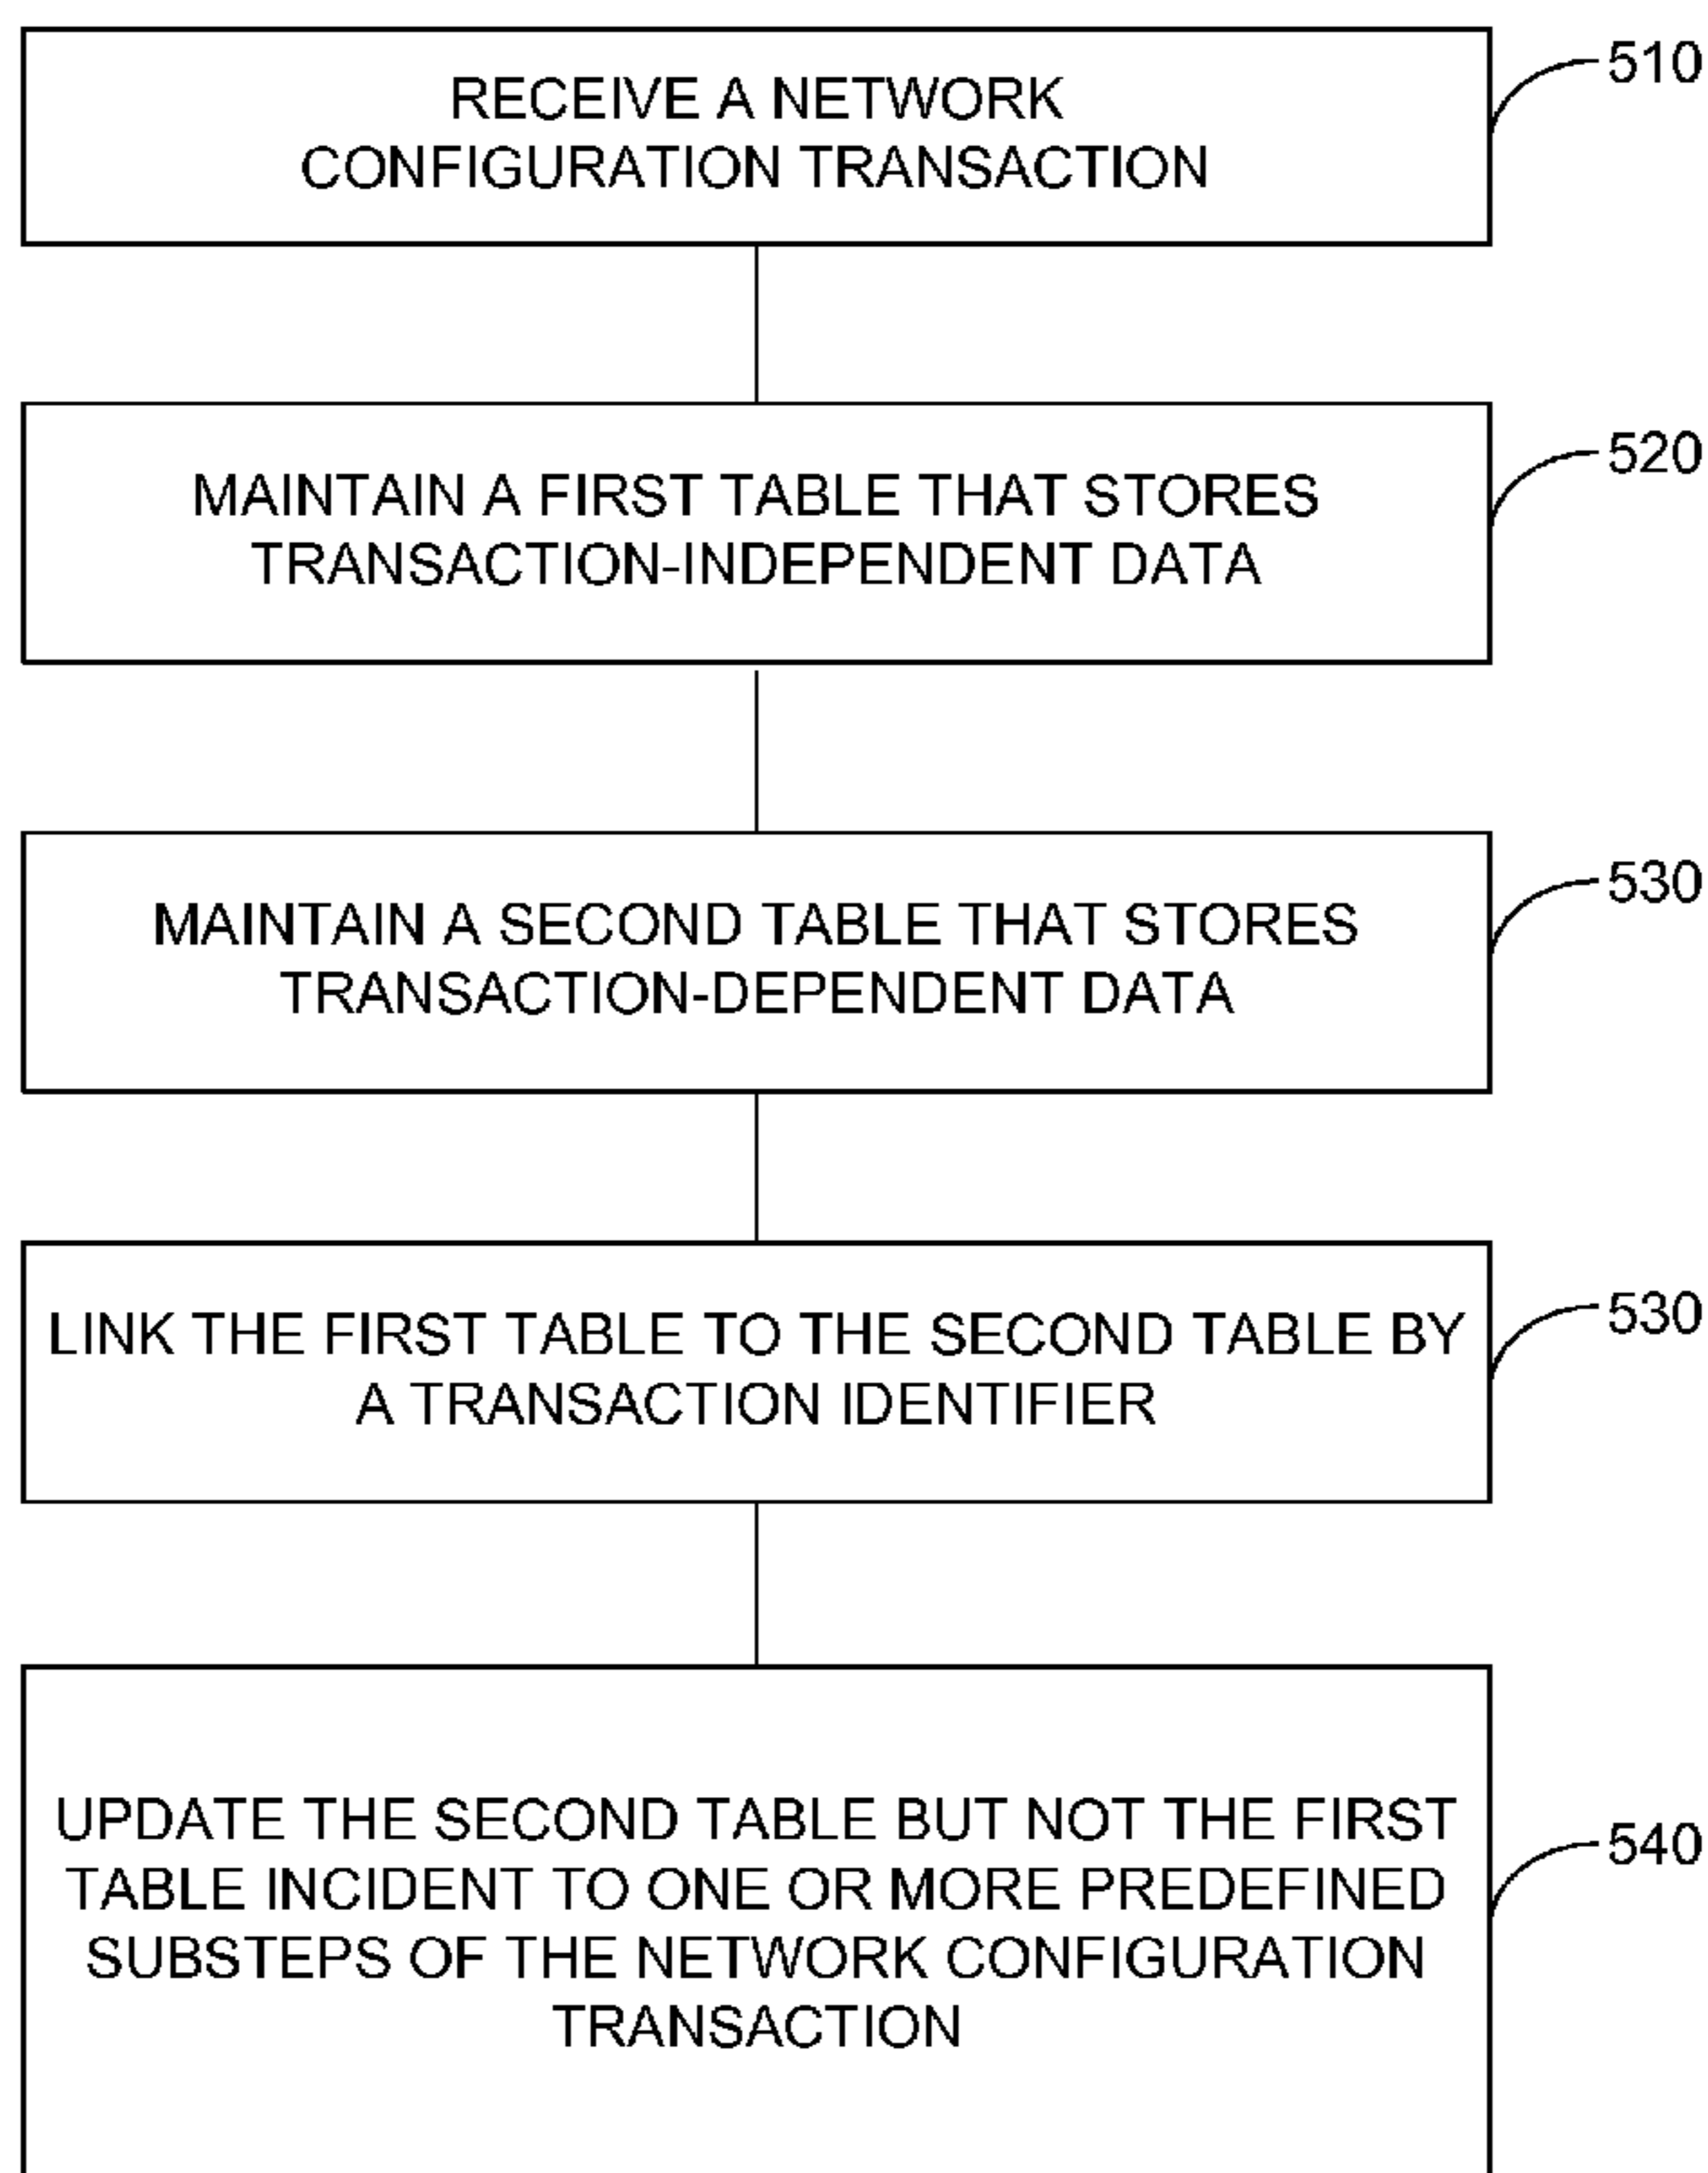 RECEIVE A NETWORK
CONFIGURATION TRANSACTION
510
MAINTAIN A FIRST TABLE THAT STORES
TRANSACTION-INDEPENDENT DATA
520
MAINTAIN A SECOND TABLE THAT STORES
TRANSACTION-DEPENDENT DATA
530
LINK THE FIRST TABLE TO THE SECOND TABLE BY
A TRANSACTION IDENTIFIER
530
UPDATE THE SECOND TABLE BUT NOT THE FIRST
TABLE INCIDENT TO ONE OR MORE PREDEFINED
SUBSTEPS OF THE NETWORK CONFIGURATION
TRANSACTION
540